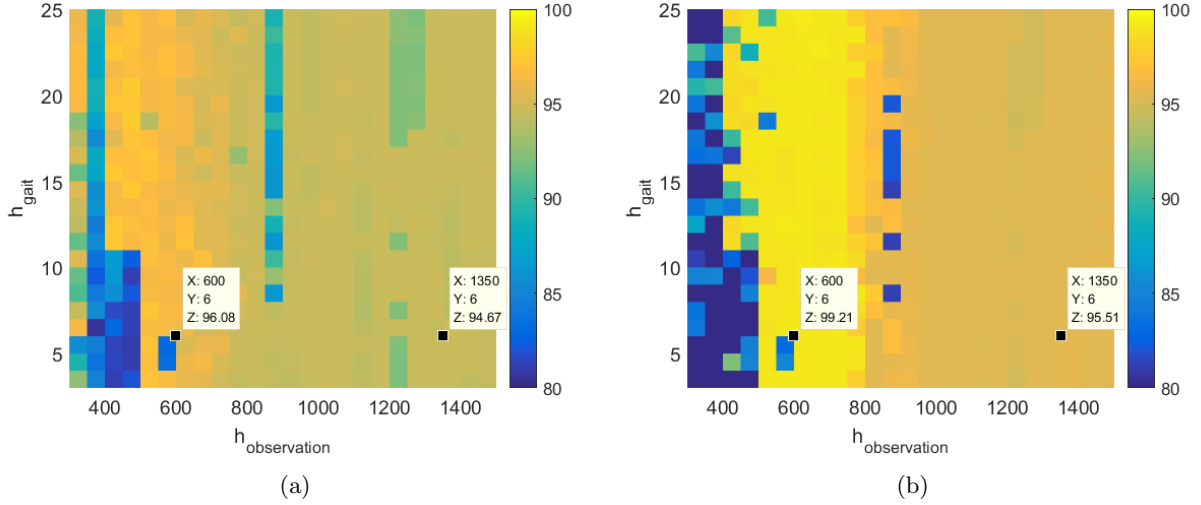 25
20
15
10
5
h_gait
400 600 800 1000 1200 1400
h_observation
100
95
90
85
80
X: 600
Y: 6
Z: 96.08
X: 1350
Y: 6
Z: 94.67
(a)
25
20
15
10
5
h_gait
400 600 800 1000 1200 1400
h_observation
100
95
90
85
80
X: 600
Y: 6
Z: 99.21
X: 1350
Y: 6
Z: 95.51
(b)